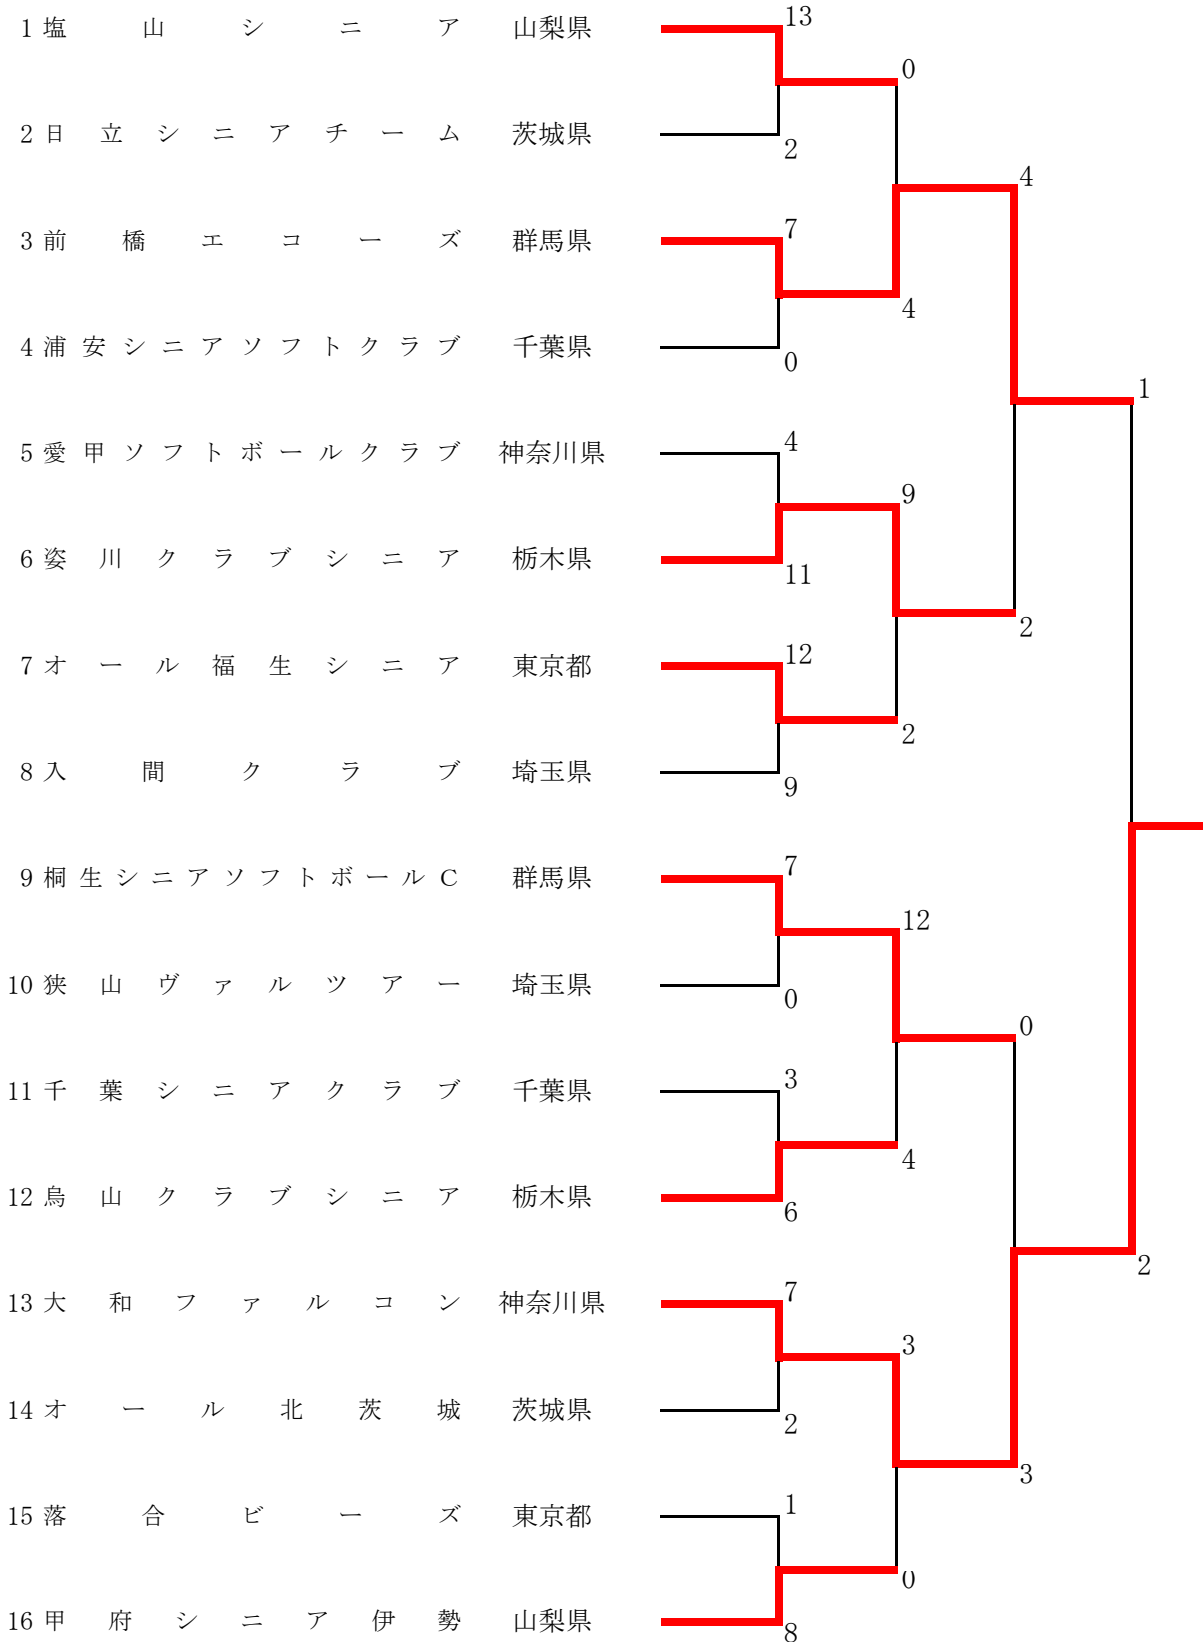 13
1 塩山シニア 山梨県
0
2 日立シニアチーム 茨城県
2
4
3 前橋エコーズ 群馬県
7
4
4 浦安シニアソフトクラブ 千葉県
0
1
5 愛甲ソフトボールクラブ 神奈川県
4
9
6 姿川クラブシニア 栃木県
11
2
7 オール福生シニア 東京都
12
2
8 入間クラブ 埼玉県
9
9 桐生シニアソフトボールC 群馬県
7
12
10 狭山ヴァルツアー 埼玉県
0
0
11 千葉シニアクラブ 千葉県
3
4
12 烏山クラブシニア 栃木県
6
2
13 大和ファルコン 神奈川県
7
3
14 オール北茨城 茨城県
2
3
15 落合ビーズ 東京都
1
0
16 甲府シニア伊勢 山梨県
8